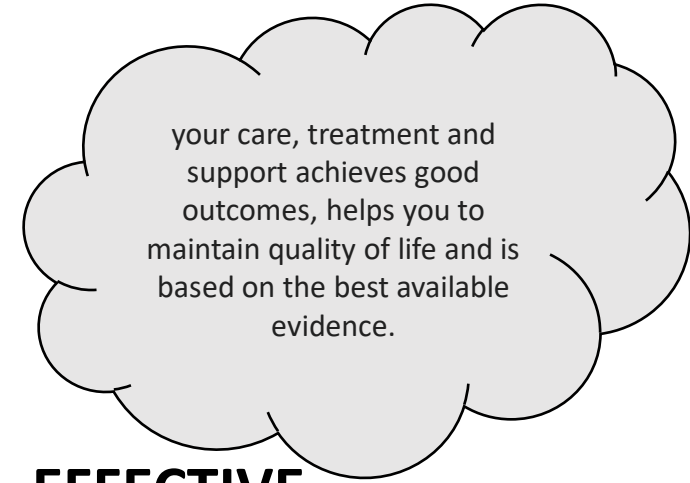 your care, treatment and
support achieves good
outcomes, helps you to
maintain quality of life and is
based on the best available
evidence.
EFFECTIVE